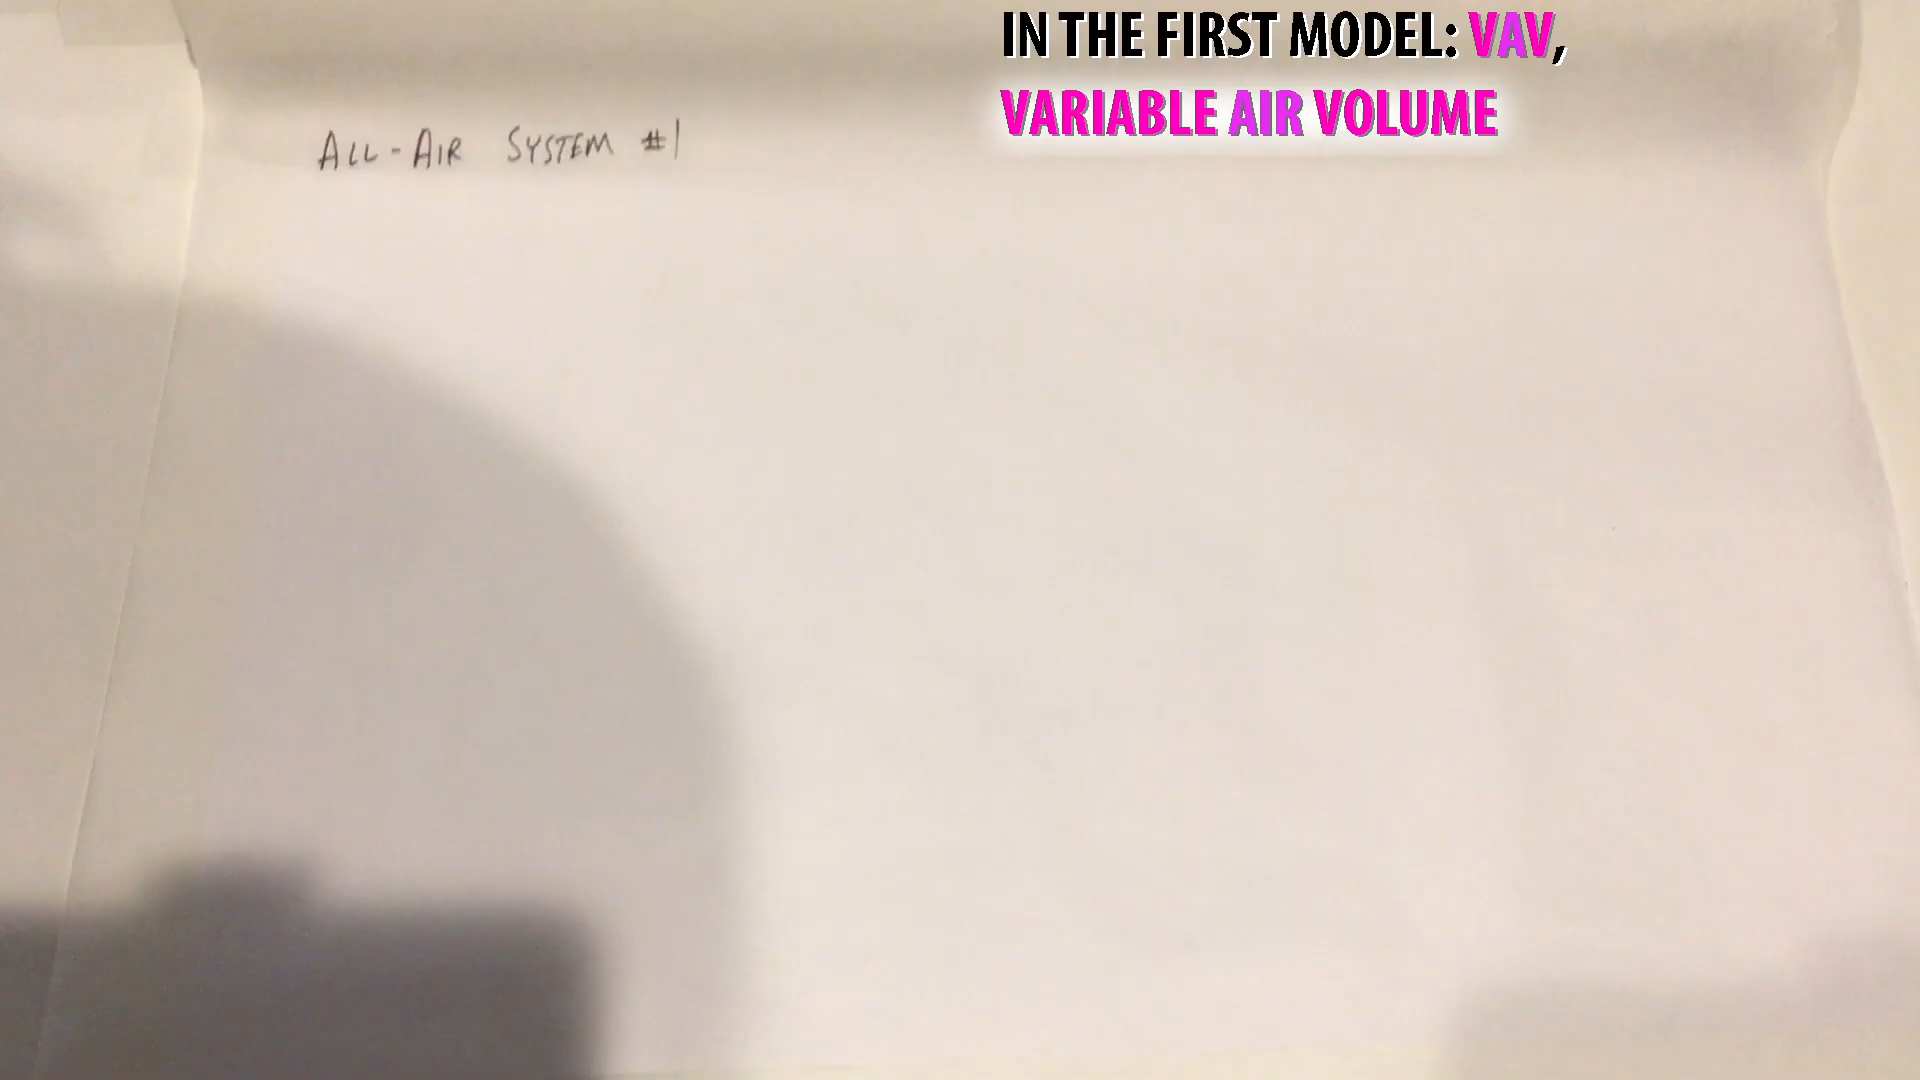 IN THE FIRST MODEL: VAV,
VARIABLE AIR VOLUME
ALL-AIR SYSTEM #1